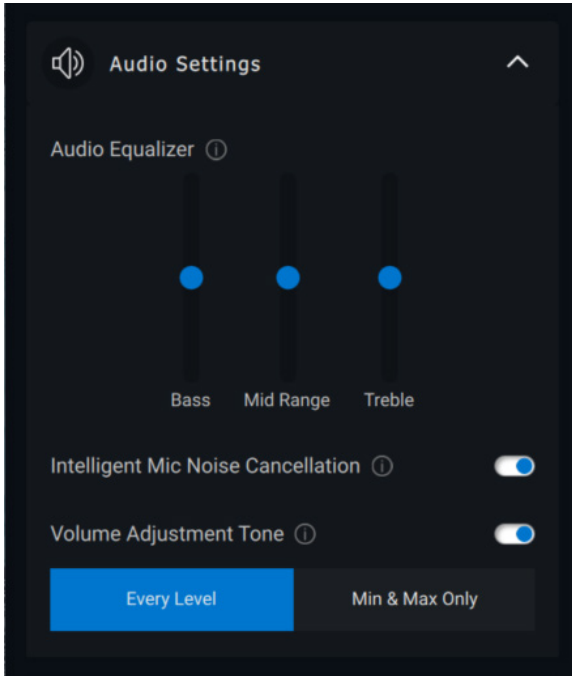 Audio Settings
Audio Equalizer
Bass Mid Range Treble
Intelligent Mic Noise Cancellation
Volume Adjustment Tone
Every Level Min & Max Only